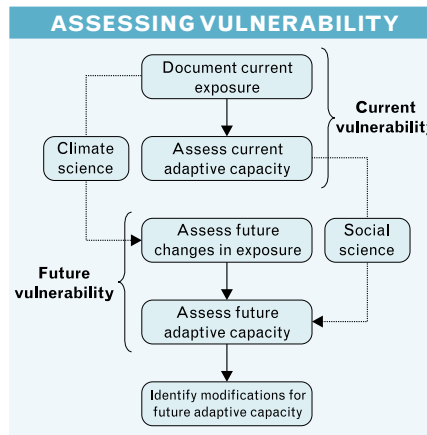 ASSESSING VULNERABILITY
Document current
exposure
Current
vulnerability
Climate
science
Assess current
adaptive capacity
Assess future
changes in exposure
Social
science
Future
vulnerability
Assess future
adaptive capacity
Identify modifications for
future adaptive capacity